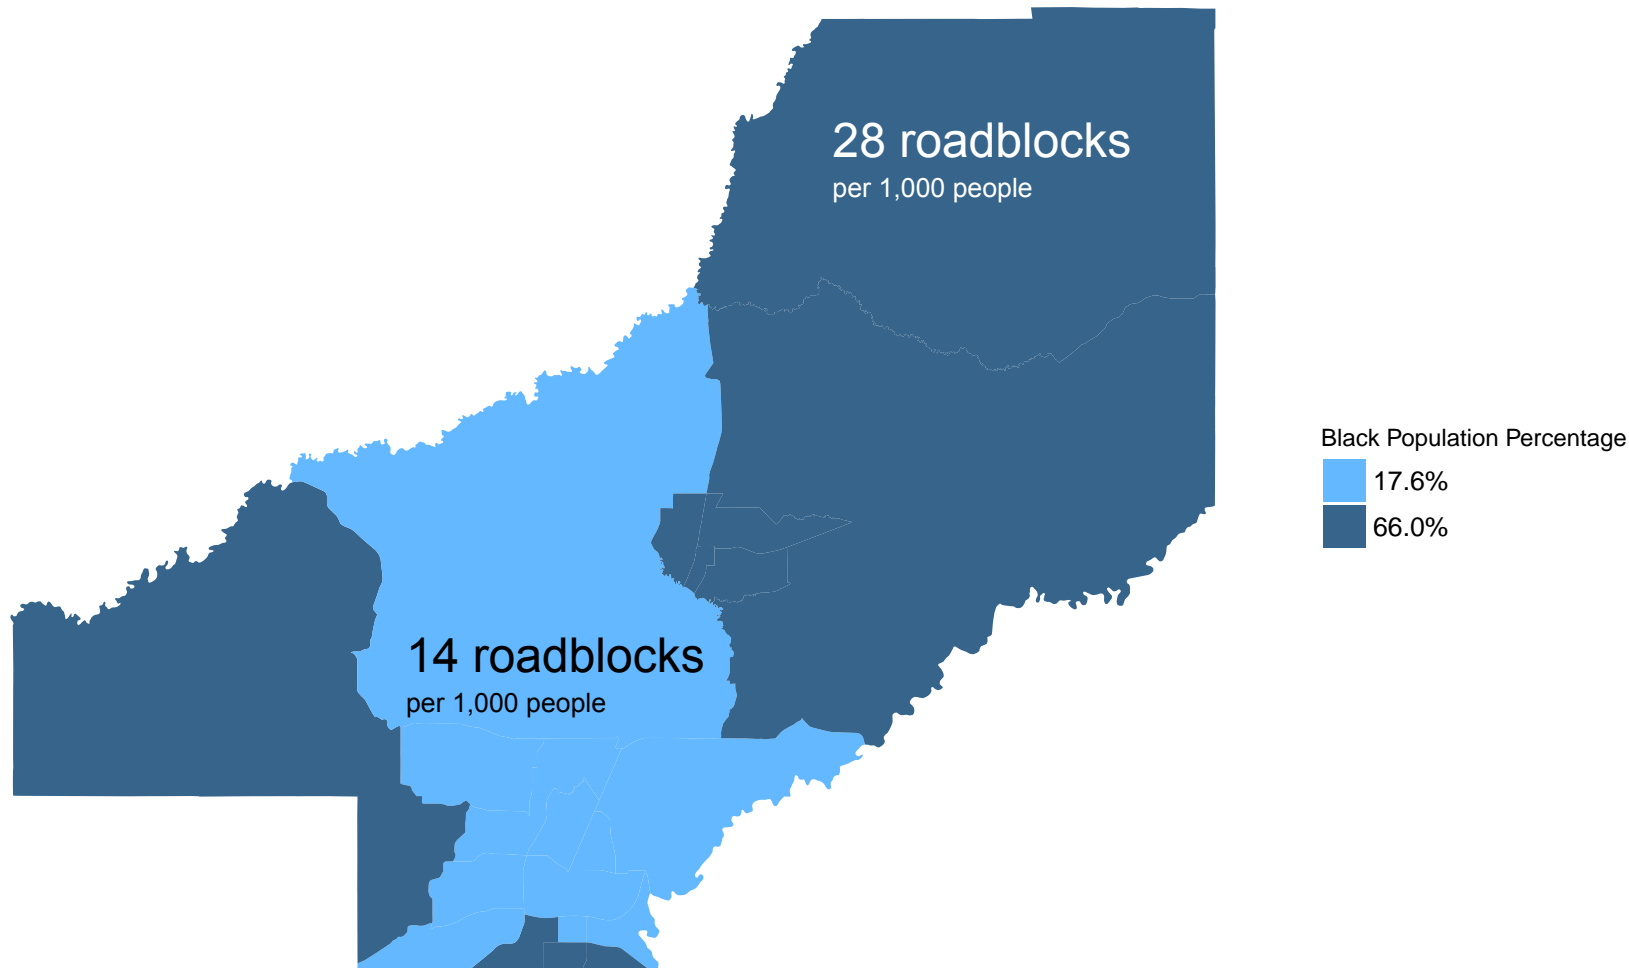 28 roadblocks
per 1,000 people
14 roadblocks
per 1,000 people
Black Population Percentage
17.6%
66.0%